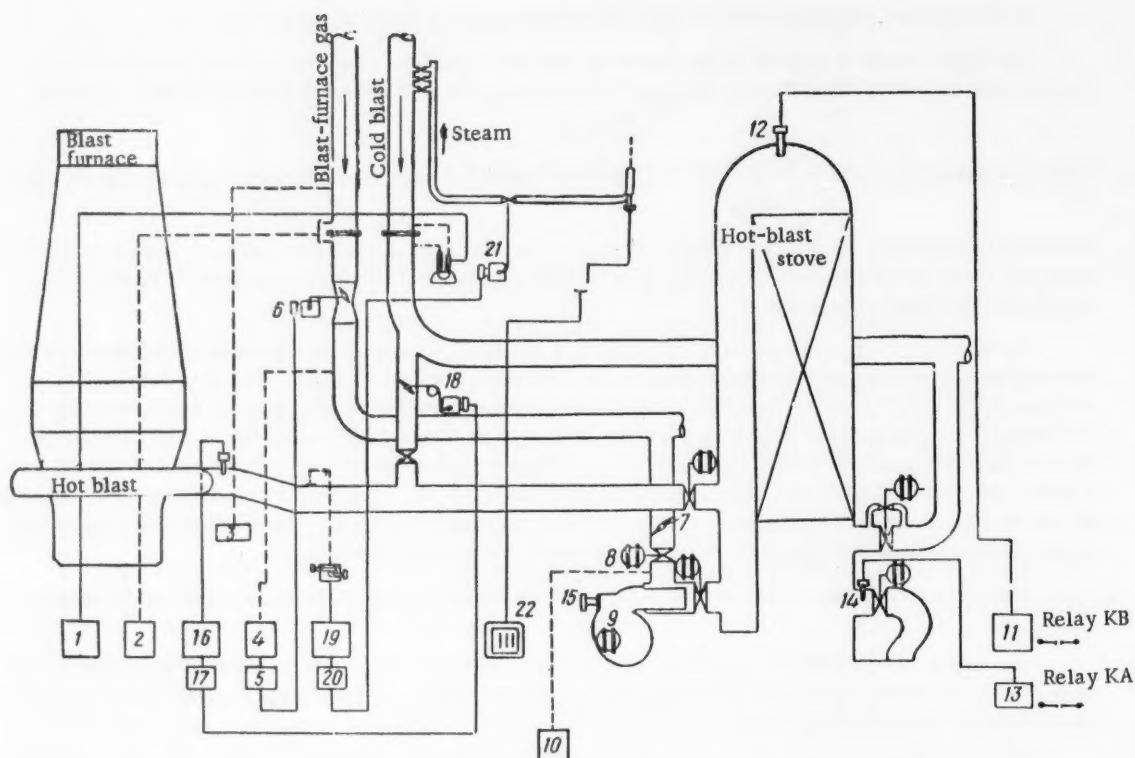 Blast
furnace
Blast-furnace gas
Cold blast
Steam
12
Hot-blast
stove
21
6
18
Hot blast
3
7
8
15
9
14
22
1
2
16
4
19
17
5
20
10
11
Relay KB
13
Relay KA